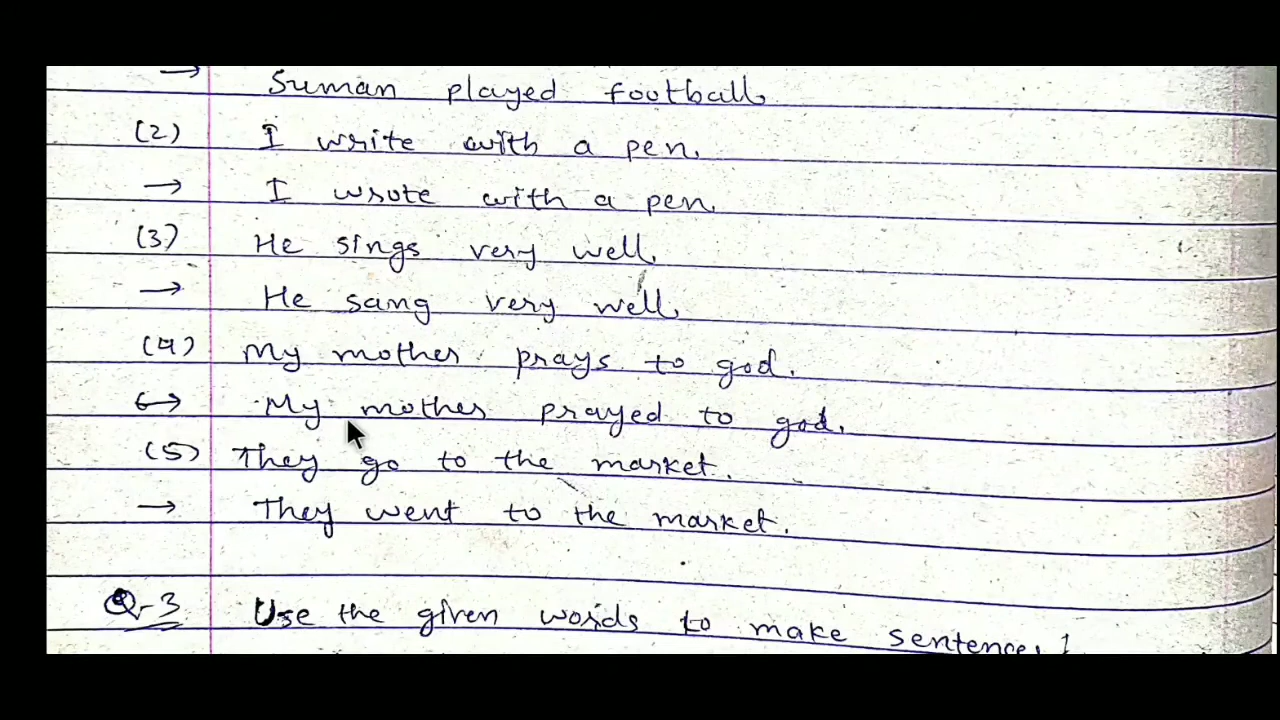 → Suman played football.
(2) I write with a pen.
→ I wrote with a pen.
(3) He sings very well.
→ He sang very well.
(4) My mother prays to god.
↔ My mother prayed to god.
(5) They go to the market.
→ They went to the market.
Q-3 Use the given words to make sentence.!